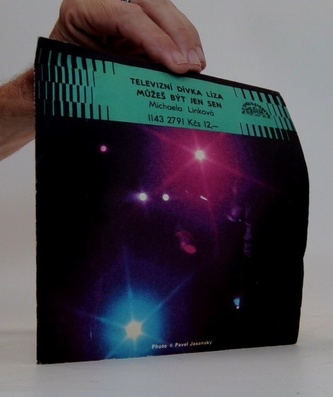 TELEVIZNÍ DÍVKA LÍZA
MŮŽEŠ BÝT JEN SEN
Michaela Linková
1143 2791 Kčs 12,—
Photo © Pavel Jasanský